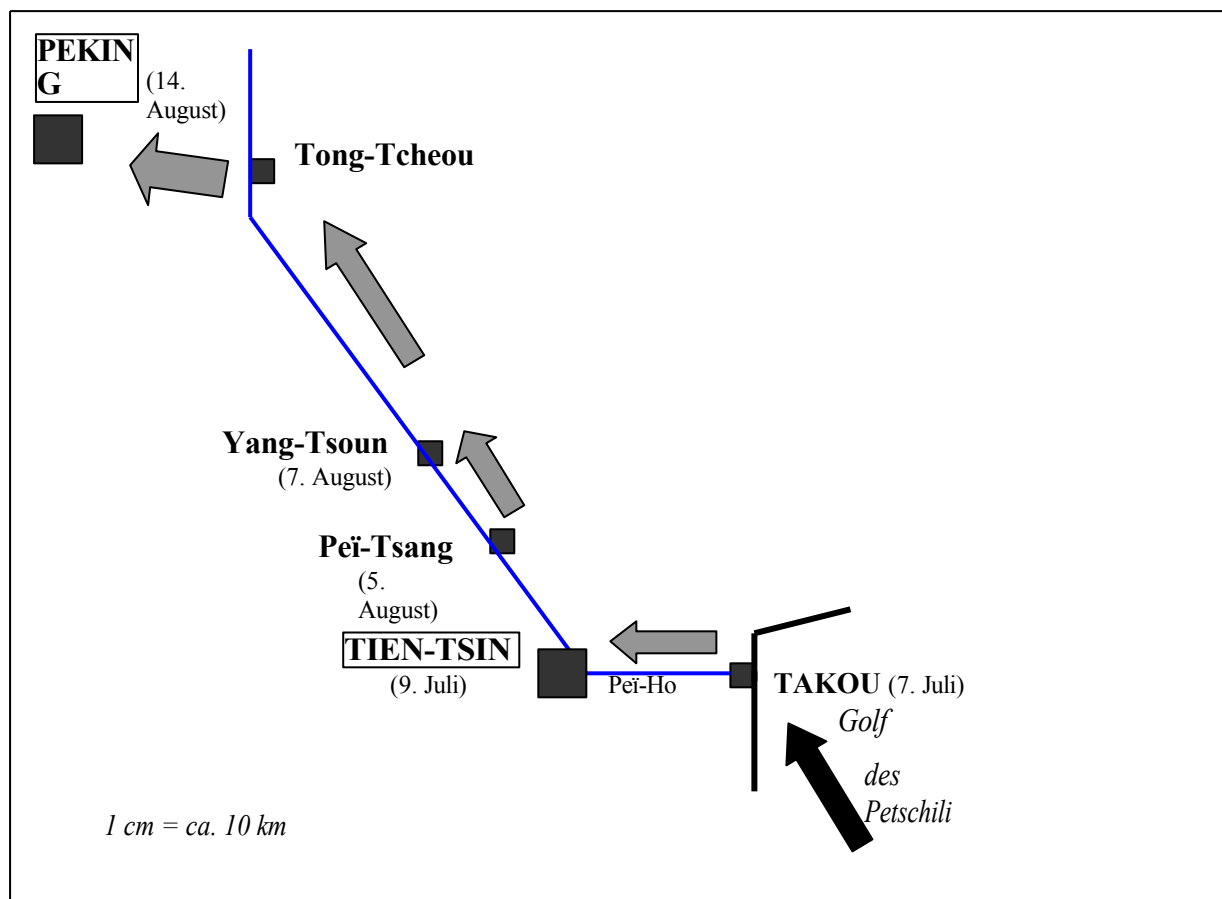 PEKIN
G
(14.
August)
Tong-Tcheou
Yang-Tsoun
(7. August)
Peï-Tsang
(5.
August)
TIEN-TSIN
(9. Juli)
Peï-Ho
TAKOU (7. Juli)
Golf
des
Petschili
1 cm = ca. 10 km